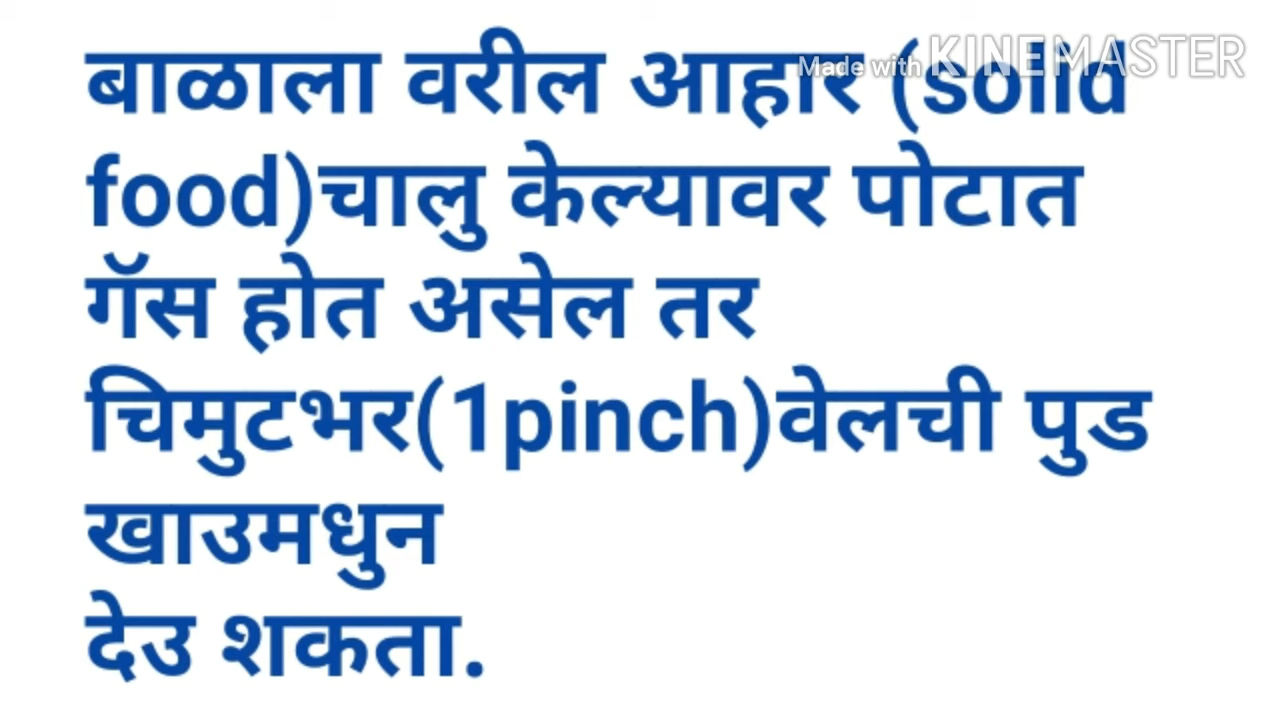 बाळाला वरील आहार (solid
Made with KINEMASTER
food)चालु केल्यावर पोटात
गॅस होत असेल तर
चिमुटभर(1pinch)वेलची पुड
खाउमधुन
देउ शकता.